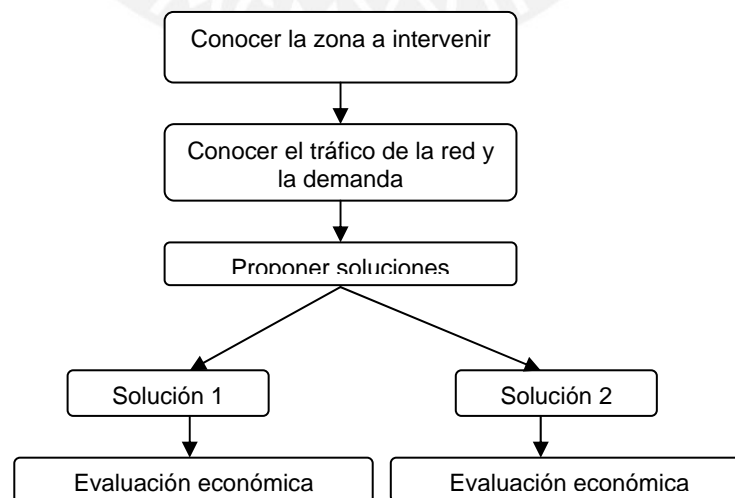 Conocer la zona a intervenir
Conocer el tráfico de la red y
la demanda
Proponer soluciones
Solución 1
Solución 2
Evaluación económica
Evaluación económica